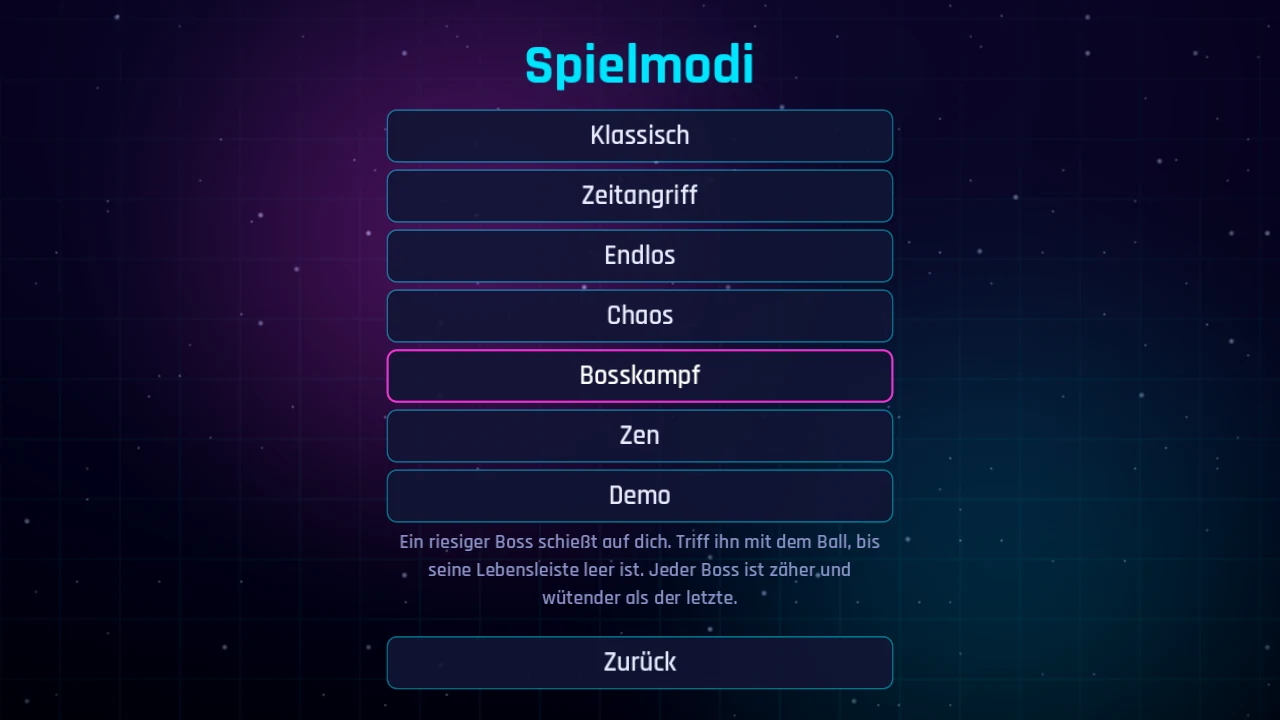 Spielmodi
Klassisch
Zeitangriff
Endlos
Chaos
Bosskampf
Zen
Demo
Ein riesiger Boss schießt auf dich. Triff ihn mit dem Ball, bis
seine Lebensleiste leer ist. Jeder Boss ist zäher und
wütender als der letzte.
Zurück